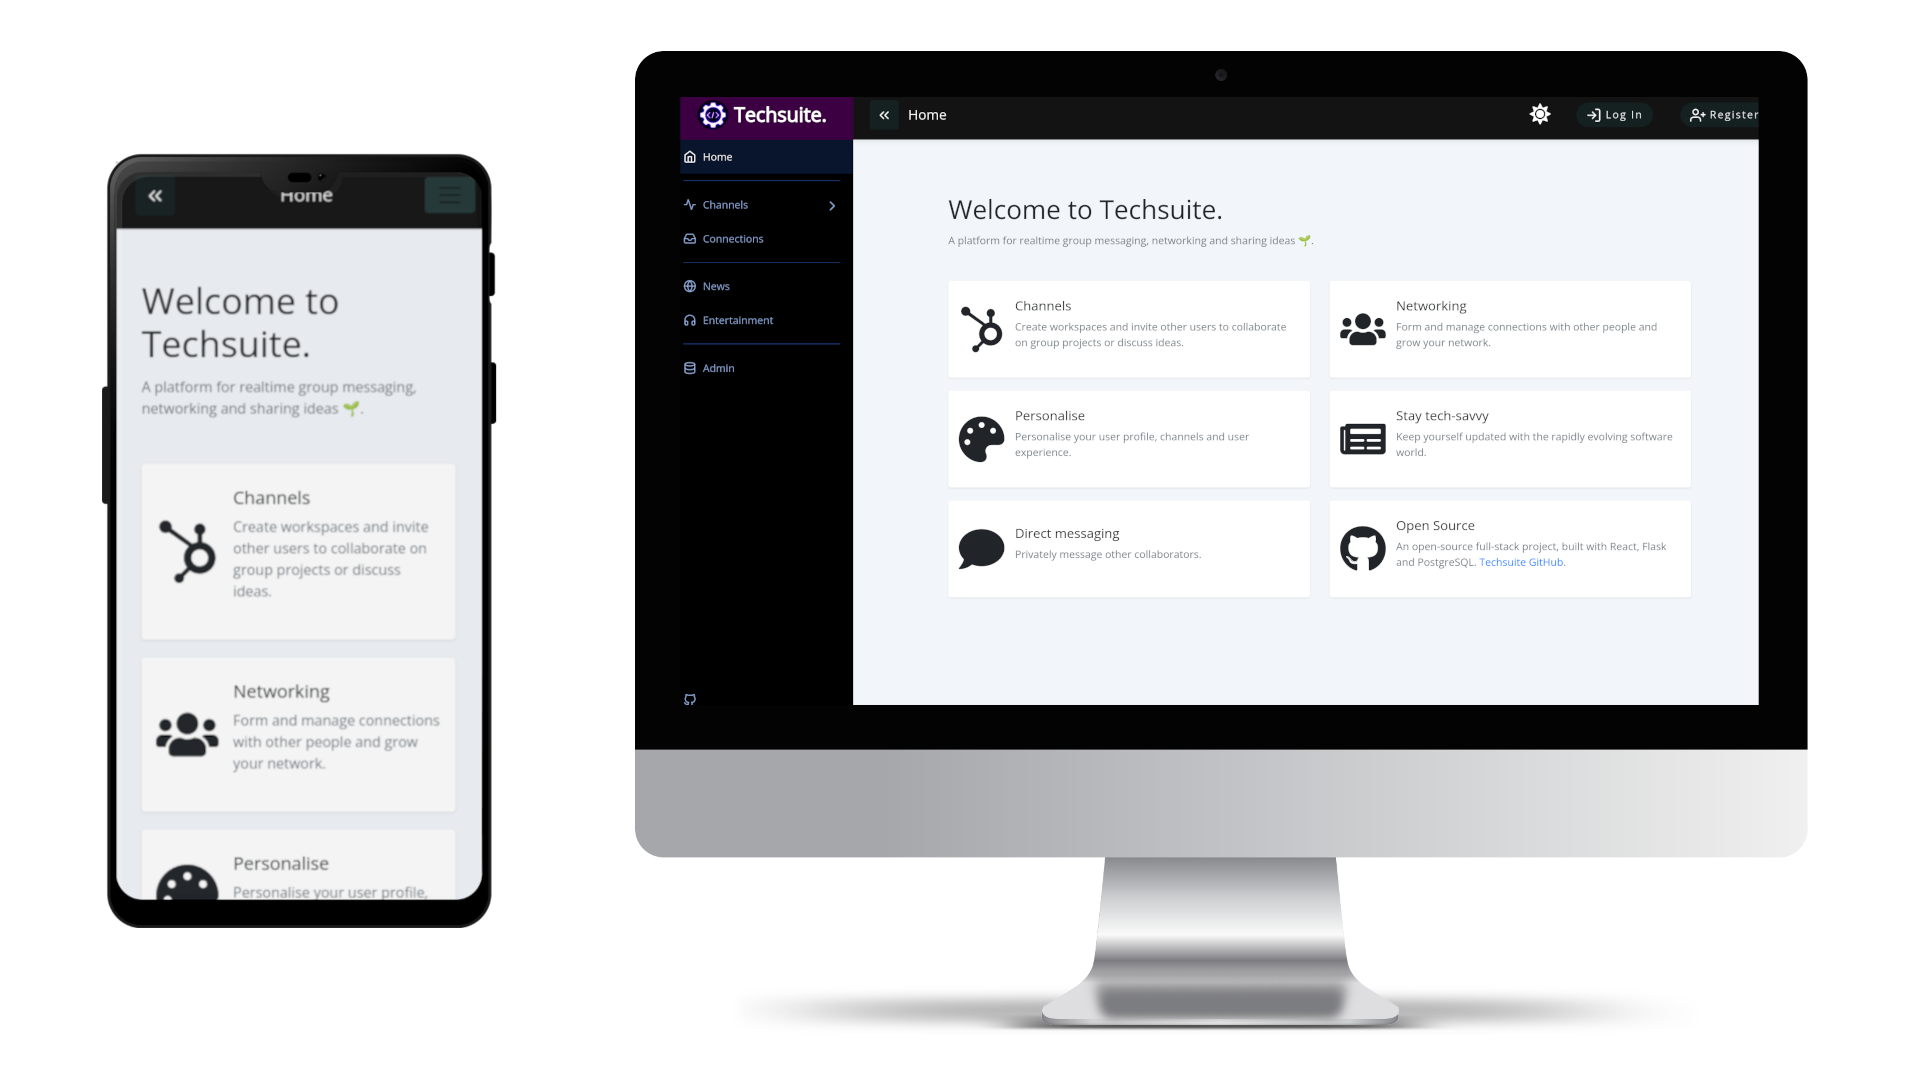 Home
Welcome to
Techsuite.
A platform for realtime group messaging,
networking and sharing ideas 🌱.
Channels
Create workspaces and invite
other users to collaborate on
group projects or discuss
ideas.
Networking
Form and manage connections
with other people and grow
your network.
Personalise
Personalise your user profile,
Techsuite.
Home
Log In
Register
Home
Channels
Connections
News
Entertainment
Admin
Welcome to Techsuite.
A platform for realtime group messaging, networking and sharing ideas 🌱.
Channels
Create workspaces and invite other users to collaborate
on group projects or discuss ideas.
Networking
Form and manage connections with other people and
grow your network.
Personalise
Personalise your user profile, channels and user
experience.
Stay tech-savvy
Keep yourself updated with the rapidly evolving software
world.
Direct messaging
Privately message other collaborators.
Open Source
An open-source full-stack project, built with React, Flask
and PostgreSQL. Techsuite GitHub.